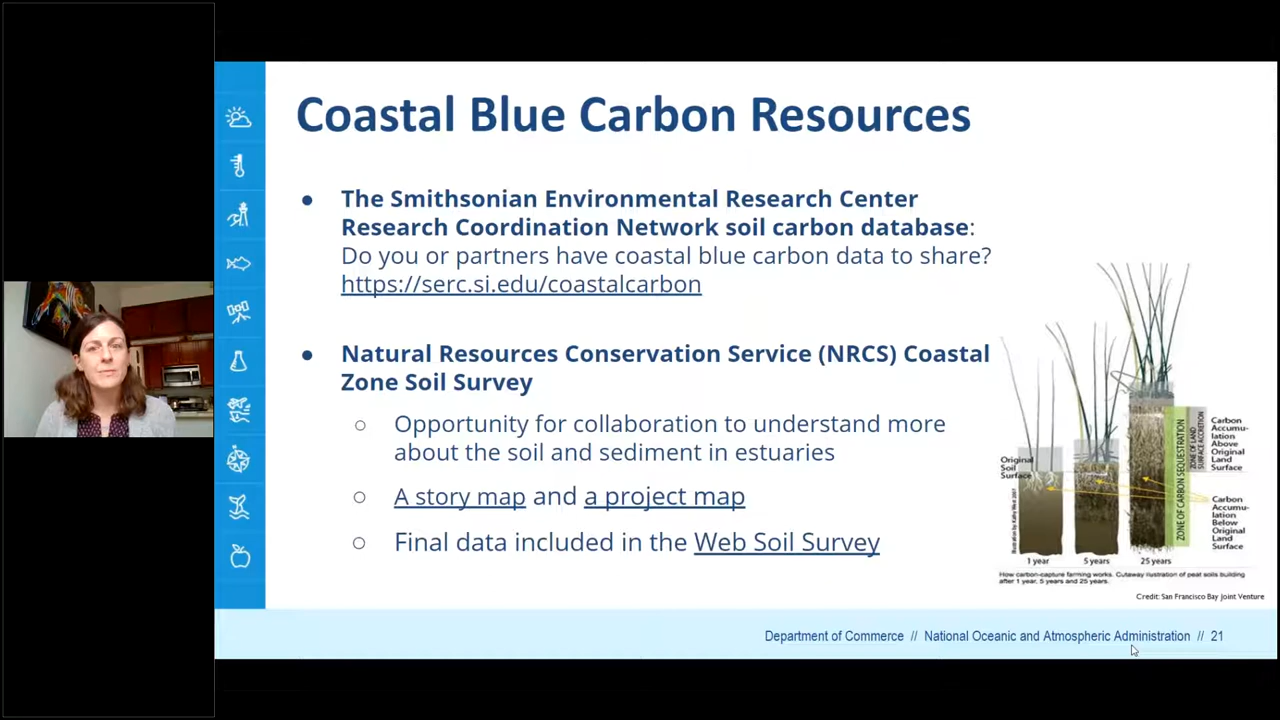 Coastal Blue Carbon Resources
● The Smithsonian Environmental Research Center
Research Coordination Network soil carbon database:
Do you or partners have coastal blue carbon data to share?
https://serc.si.edu/coastalcarbon
● Natural Resources Conservation Service (NRCS) Coastal
Zone Soil Survey
○ Opportunity for collaboration to understand more
about the soil and sediment in estuaries
○ A story map and a project map
○ Final data included in the Web Soil Survey
Original
Soil
Surface
ZONE OF CARBON SEQUESTRATION
ZONE OF LAND
SURFACE ACCRETION
Carbon
Accumu-
lation
Above
Original
Land
Surface
Carbon
Accumu-
lation
Below
Original
Land
Surface
1 year
5 years
25 years
How carbon-capture farming works. Cutaway illustration of peat soils building
after 1 year, 5 years and 25 years.
Credit: San Francisco Bay Joint Venture
Department of Commerce // National Oceanic and Atmospheric Administration // 21